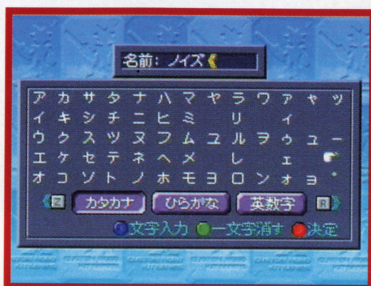 名前: ノイズ
ア カ サ タ ナ ハ マ ヤ ラ ワ ァ ャ ッ
イ キ シ チ ニ ヒ ミ リ ィ
ウ ク ス ツ ヌ フ ム ユ ル ヲ ゥ ュ ー
エ ケ セ テ ネ ヘ メ レ ェ
オ コ ソ ト ノ ホ モ ヨ ロ ン ォ ョ ゜
Z カタカナ ひらがな 英数字 R
文字入力 一文字消す 決定